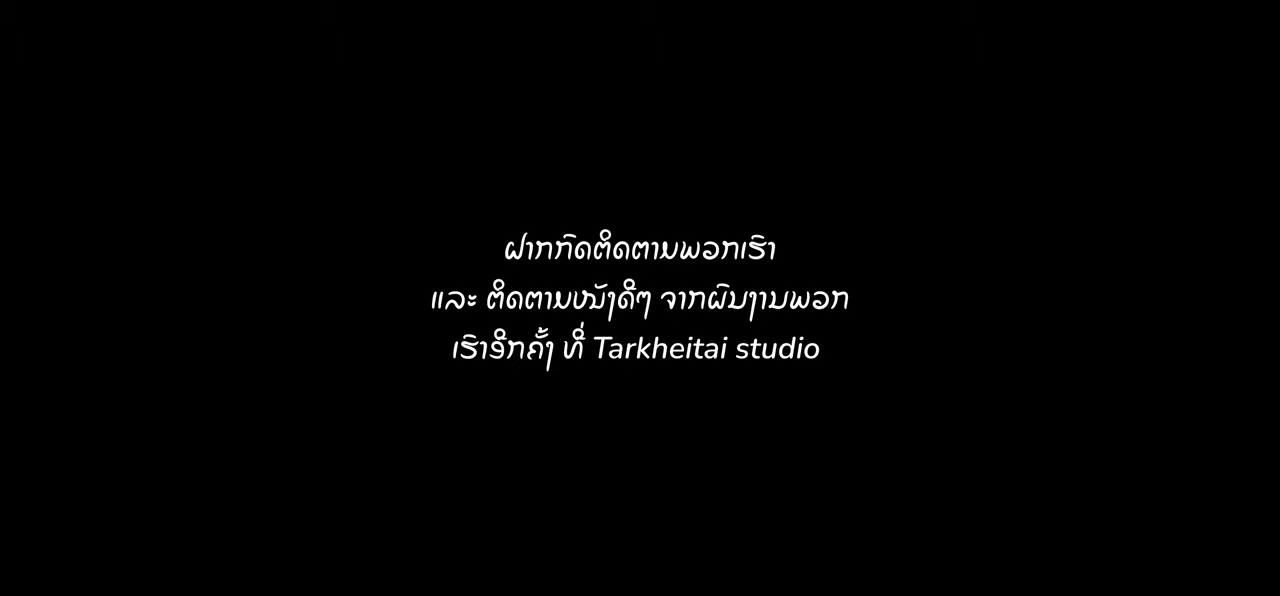 ຝາກກົດຕິດຕາມພວກເຮົາ
ແລະ ຕິດຕາມໜັງດີໆ ຈາກຜົນງານພວກ
ເຮົາອີກຄັ້ງ ທີ່ Tarkheitai studio